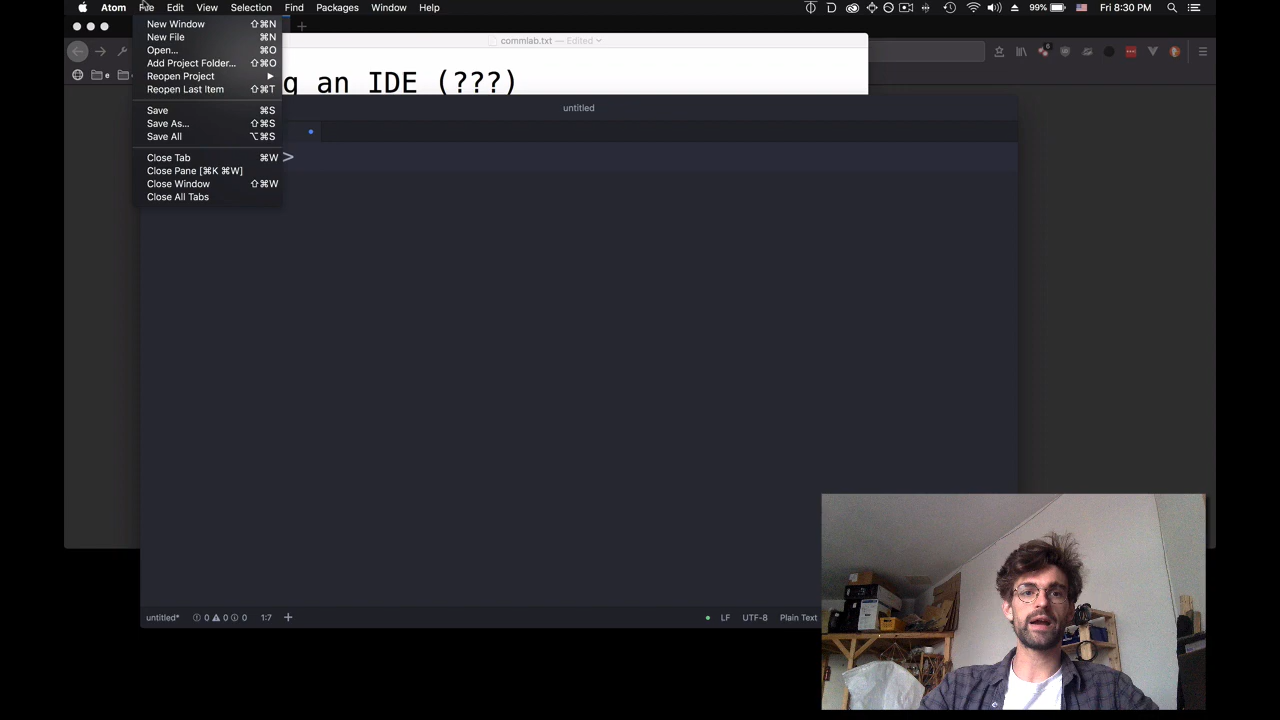 Atom File Edit View Selection Find Packages Window Help 99% Fri 8:30 PM
New Window ⇧⌘N
New File ⌘N
Open... ⌘O
Add Project Folder... ⇧⌘O
Reopen Project ▶
Reopen Last Item ⇧⌘T
Save ⌘S
Save As... ⇧⌘S
Save All ⌥⌘S
Close Tab ⌘W
Close Pane [⌘K ⌘W]
Close Window ⇧⌘W
Close All Tabs
commlab.txt — Edited
g an IDE (???)
untitled
>
untitled* 0 0 0 1:7 + LF UTF-8 Plain Text